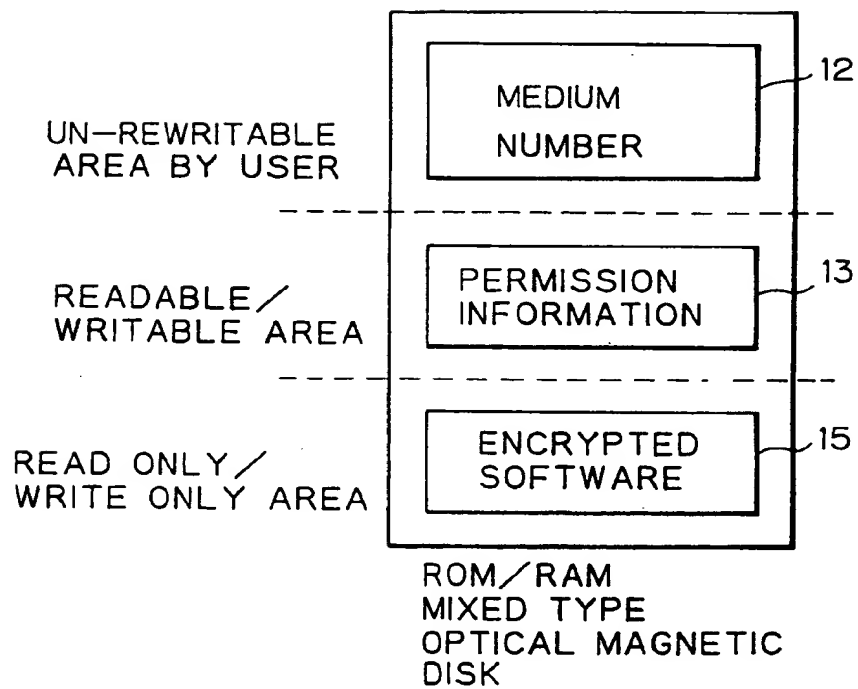 MEDIUM
NUMBER
12
UN-REWRITABLE
AREA BY USER
PERMISSION
INFORMATION
13
READABLE/
WRITABLE AREA
ENCRYPTED
SOFTWARE
15
READ ONLY/
WRITE ONLY AREA
ROM/RAM
MIXED TYPE
OPTICAL MAGNETIC
DISK